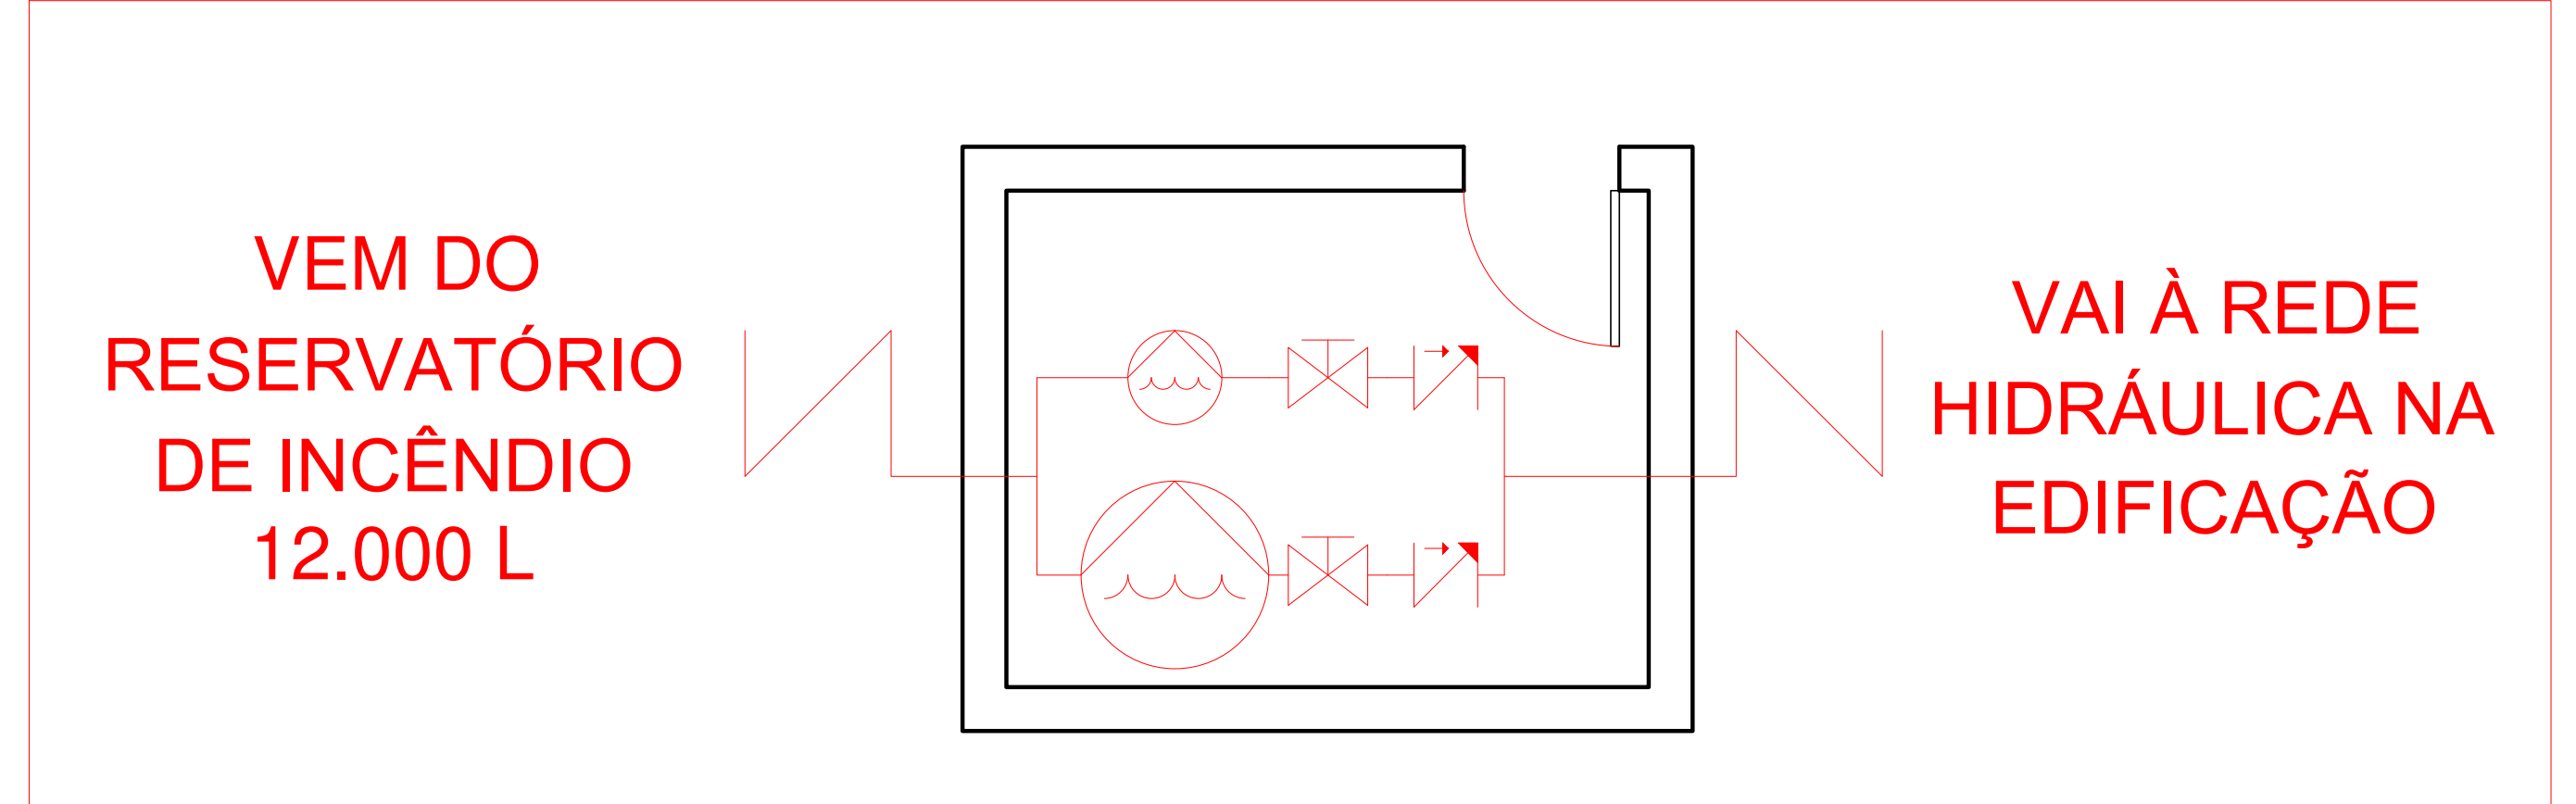 VEM DO
RESERVATÓRIO
DE INCÊNDIO
12.000 L
VAI À REDE
HIDRÁULICA NA
EDIFICAÇÃO